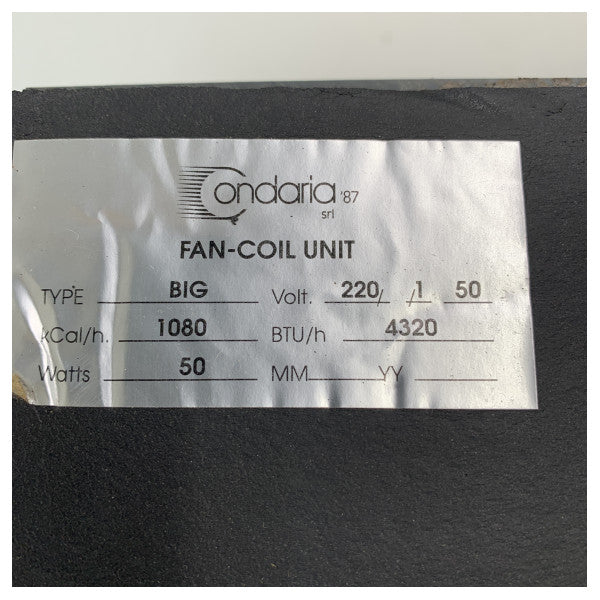 Condaria '87
srl
FAN-COIL UNIT
TYPE BIG Volt. 220/ /1 50
kCal/h. 1080 BTU/h 4320
Watts 50 MM YY